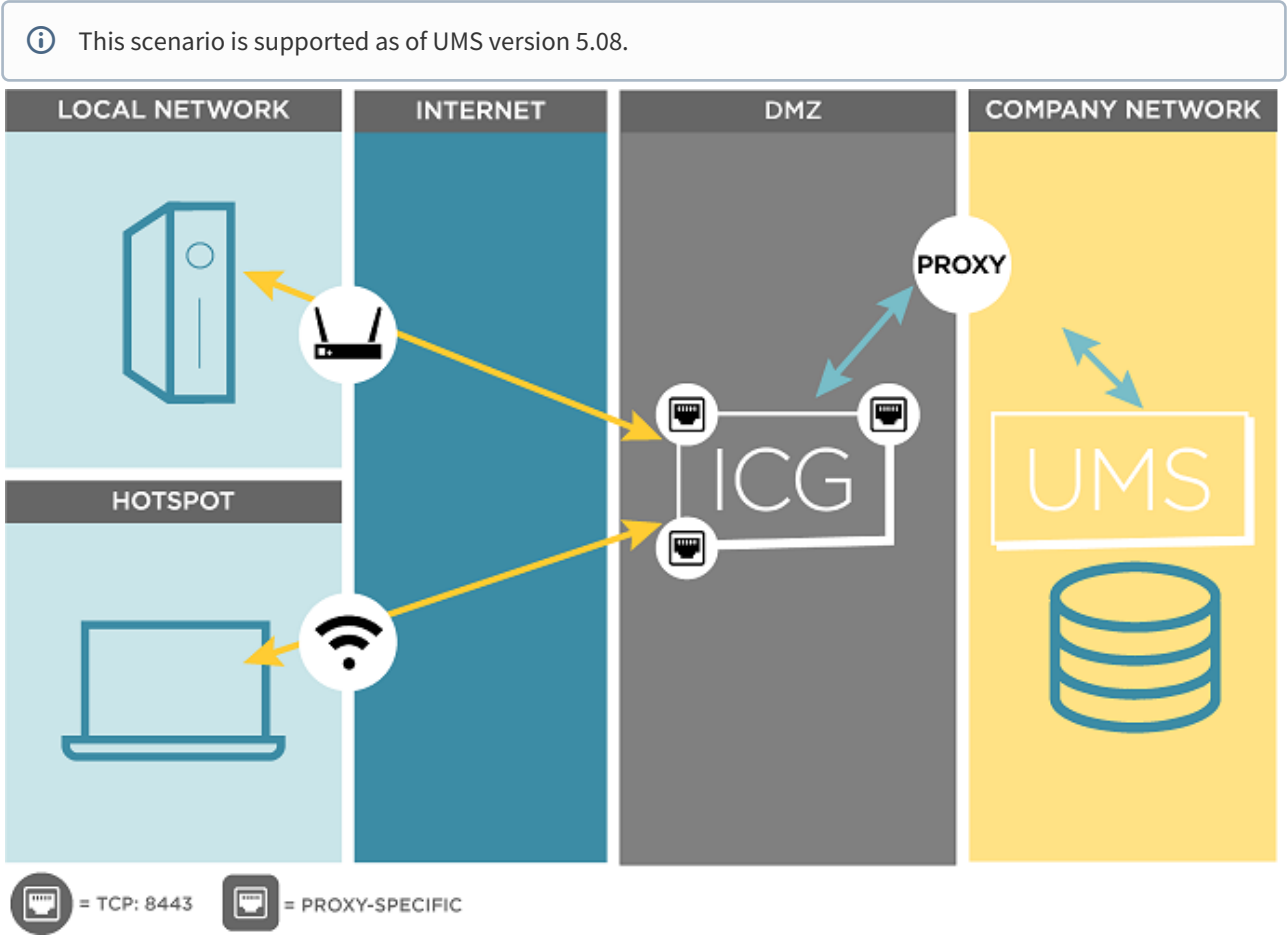 This scenario is supported as of UMS version 5.08.
LOCAL NETWORK
INTERNET
DMZ
COMPANY NETWORK
PROXY
ICG
UMS
HOTSPOT
= TCP: 8443
= PROXY-SPECIFIC